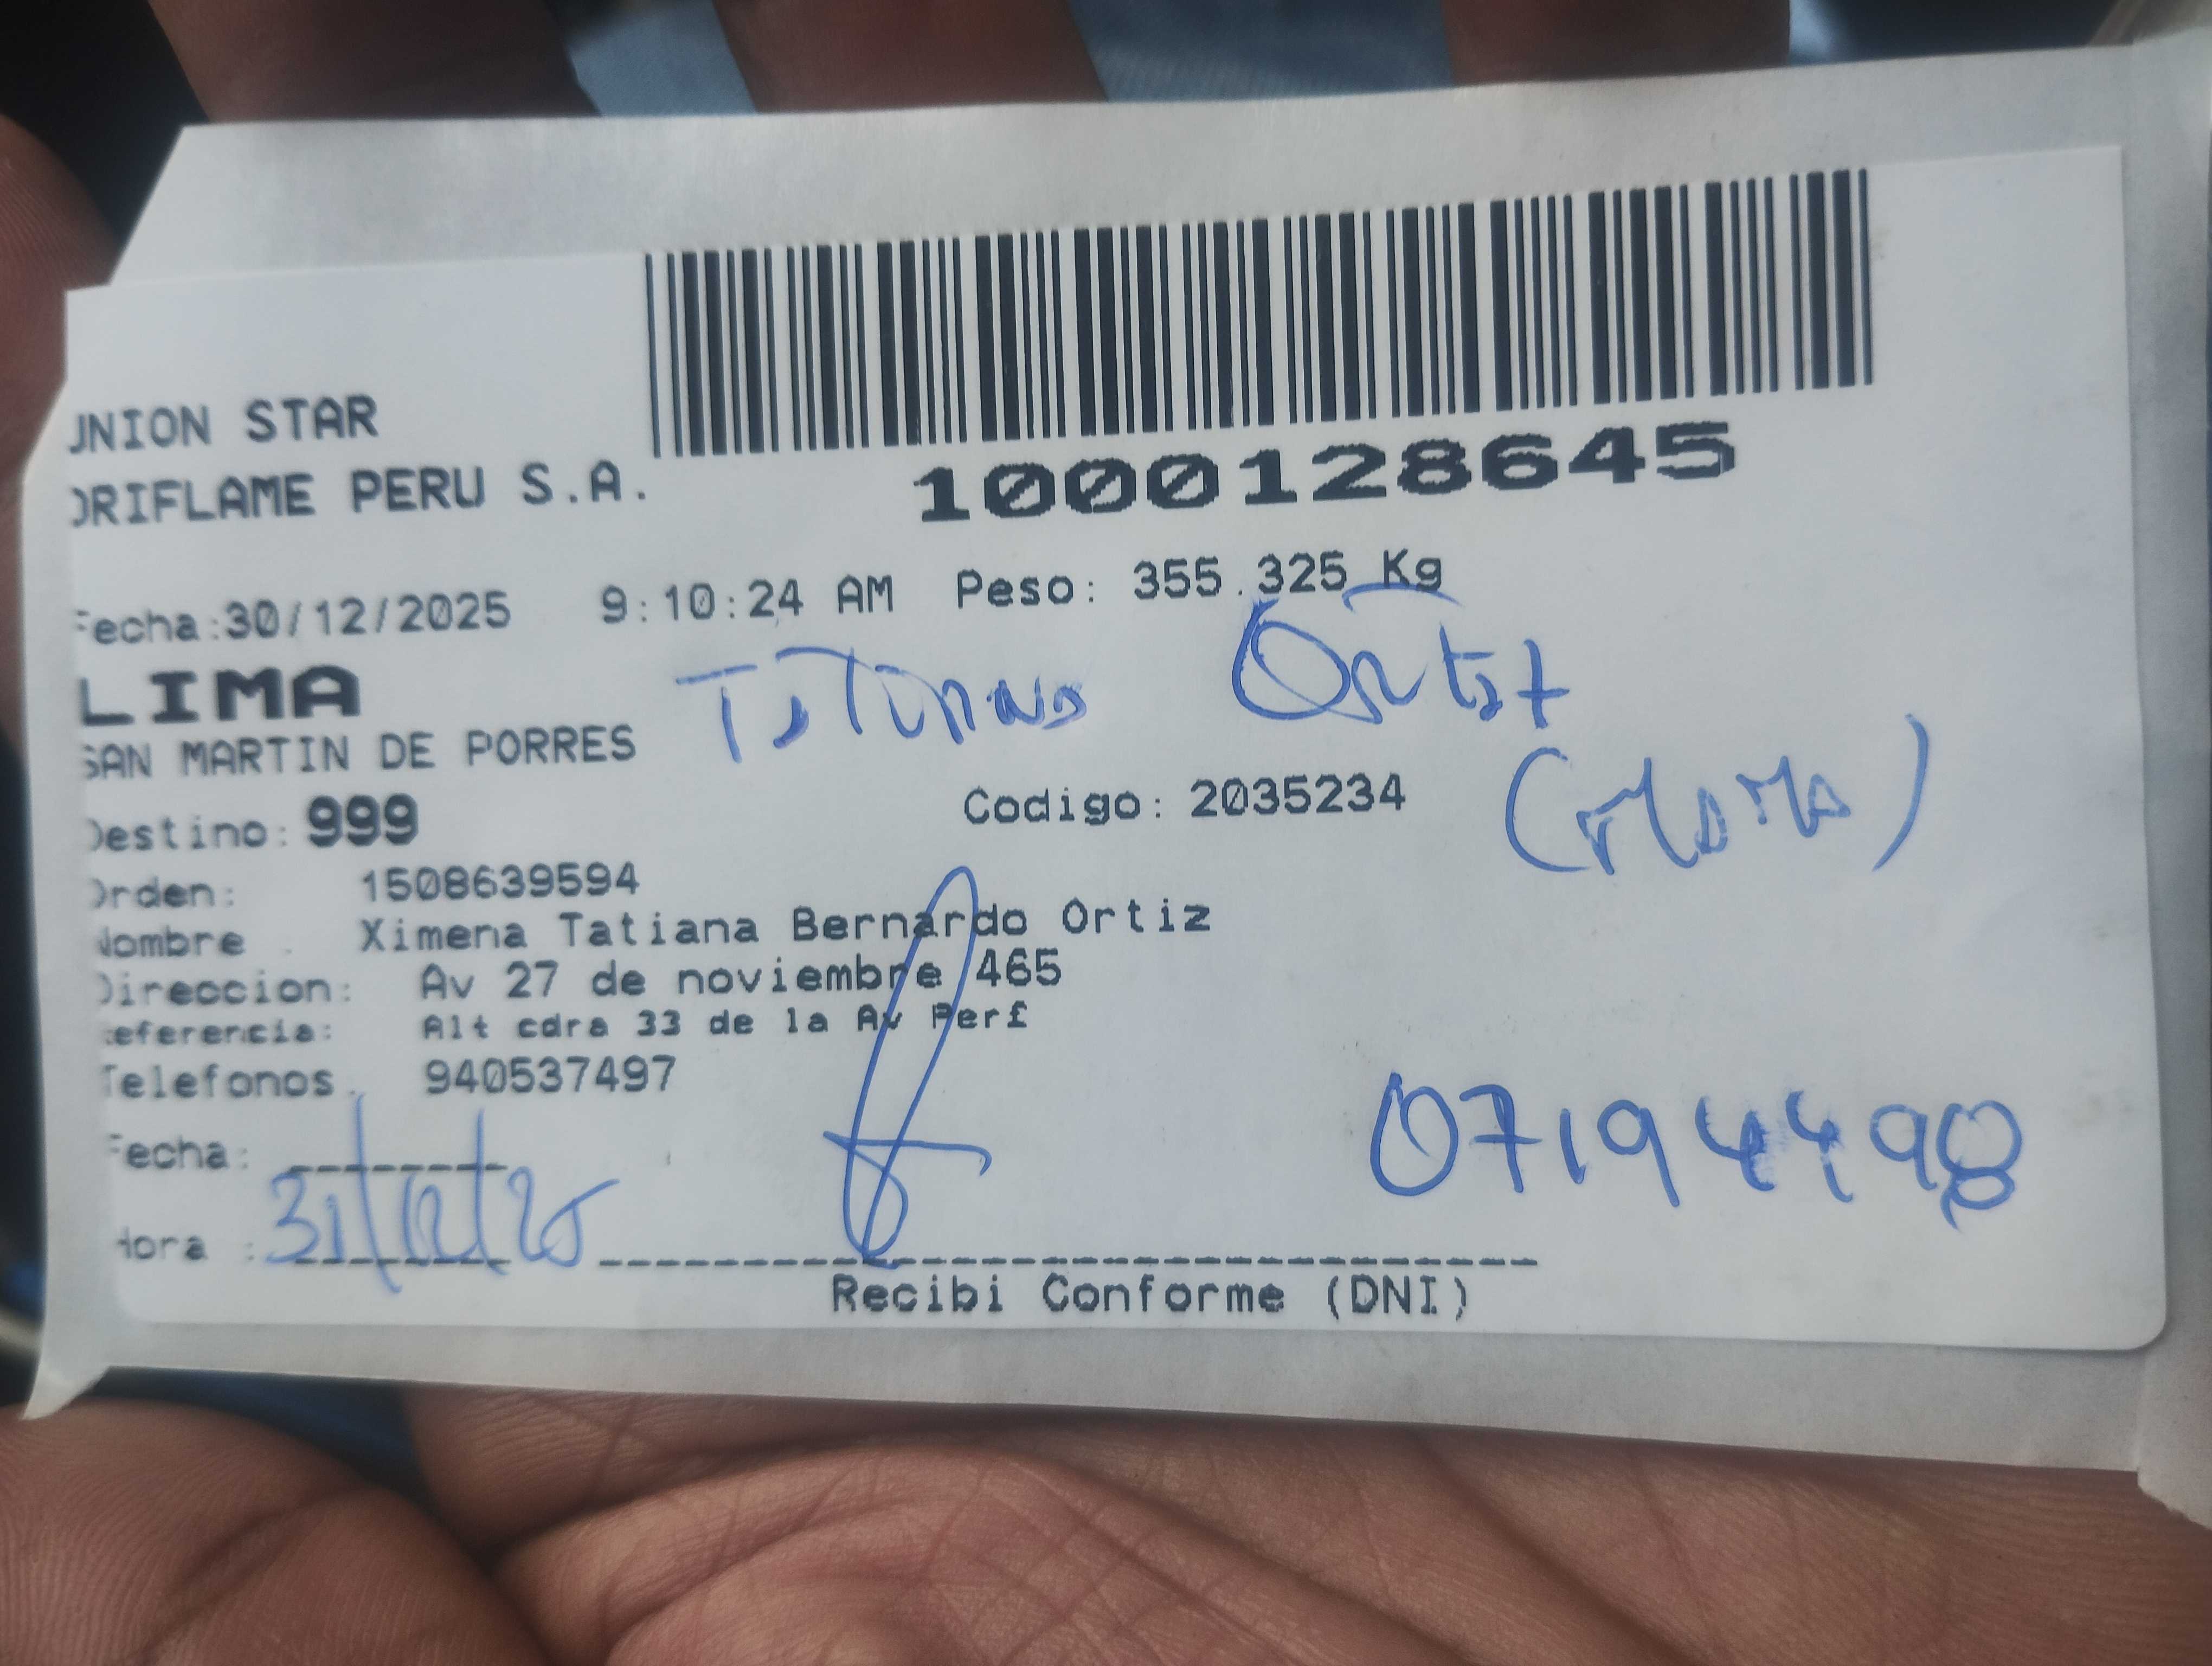 UNION STAR
ORIFLAME PERU S.A.
1000128645
Fecha:30/12/2025 9:10:24 AM Peso: 355.325 Kg
LIMA
Ortiz
SAN MARTIN DE PORRES
(Mamá)
Destino: 999 Codigo: 2035234
Orden: 1508639594
Nombre : Ximena Tatiana Bernardo Ortiz
Direccion: Av 27 de noviembre 465
Referencia: Alt cdra 33 de la Av Perf
Telefonos. 940537497
Fecha:
07194498
Hora : 31/12/25
Recibi Conforme (DNI)